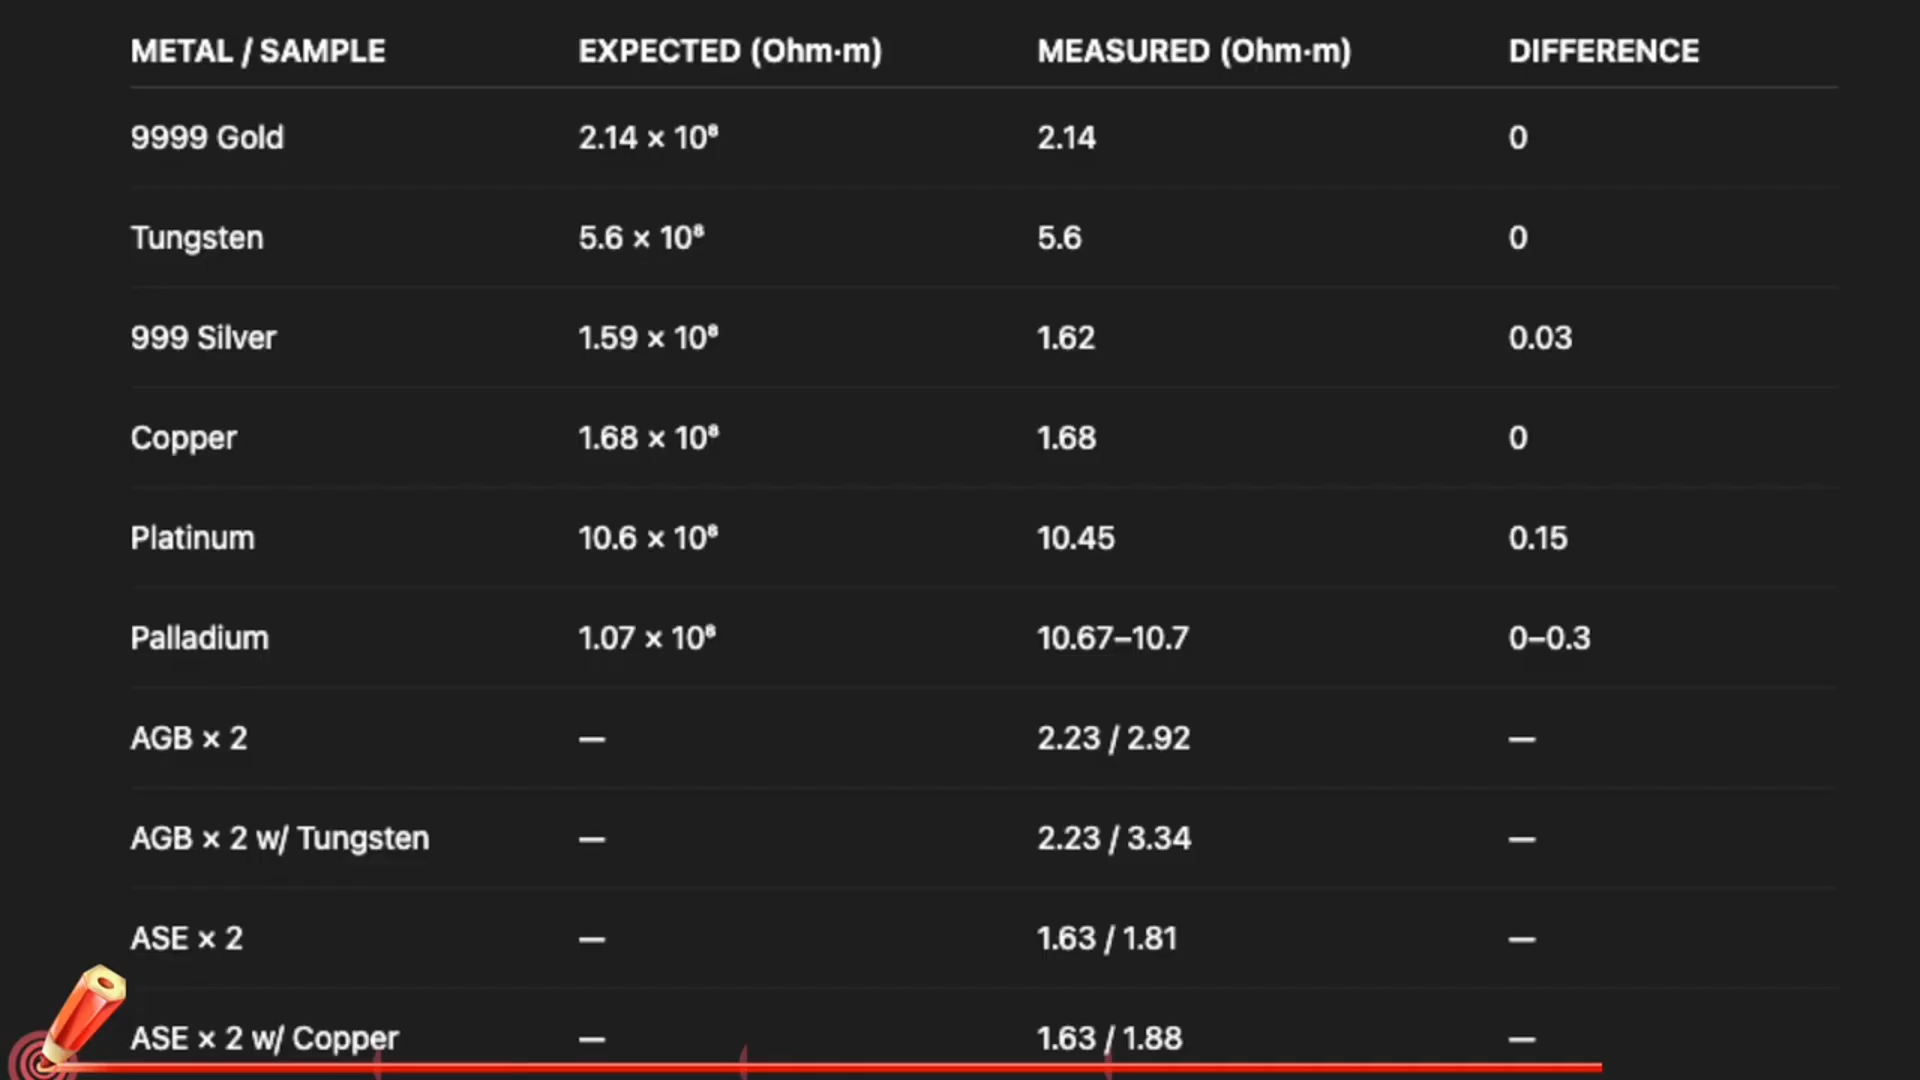 METAL / SAMPLE EXPECTED (Ohm·m) MEASURED (Ohm·m) DIFFERENCE
9999 Gold 2.14 × 10⁸ 2.14 0
Tungsten 5.6 × 10⁸ 5.6 0
999 Silver 1.59 × 10⁸ 1.62 0.03
Copper 1.68 × 10⁸ 1.68 0
Platinum 10.6 × 10⁸ 10.45 0.15
Palladium 1.07 × 10⁸ 10.67–10.7 0–0.3
AGB × 2 — 2.23 / 2.92 —
AGB × 2 w/ Tungsten — 2.23 / 3.34 —
ASE × 2 — 1.63 / 1.81 —
ASE × 2 w/ Copper — 1.63 / 1.88 —